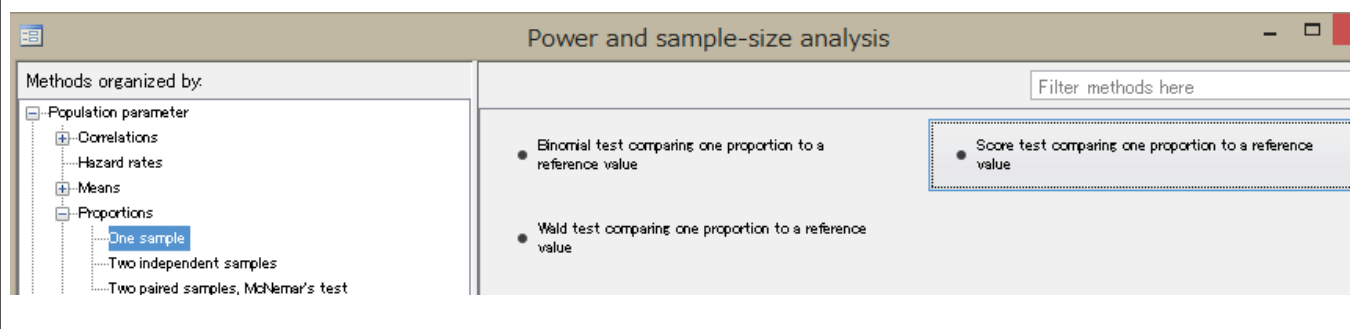 Power and sample-size analysis
Methods organized by:
Filter methods here
Population parameter
Correlations
Hazard rates
Means
Proportions
One sample
Two independent samples
Two paired samples, McNemar's test
Binomial test comparing one proportion to a
reference value
Score test comparing one proportion to a reference
value
Wald test comparing one proportion to a reference
value